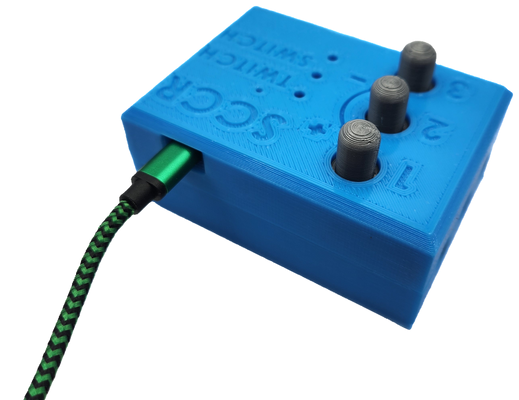 SCCR
TWITCH
SWITCH
1 2 3
+ -